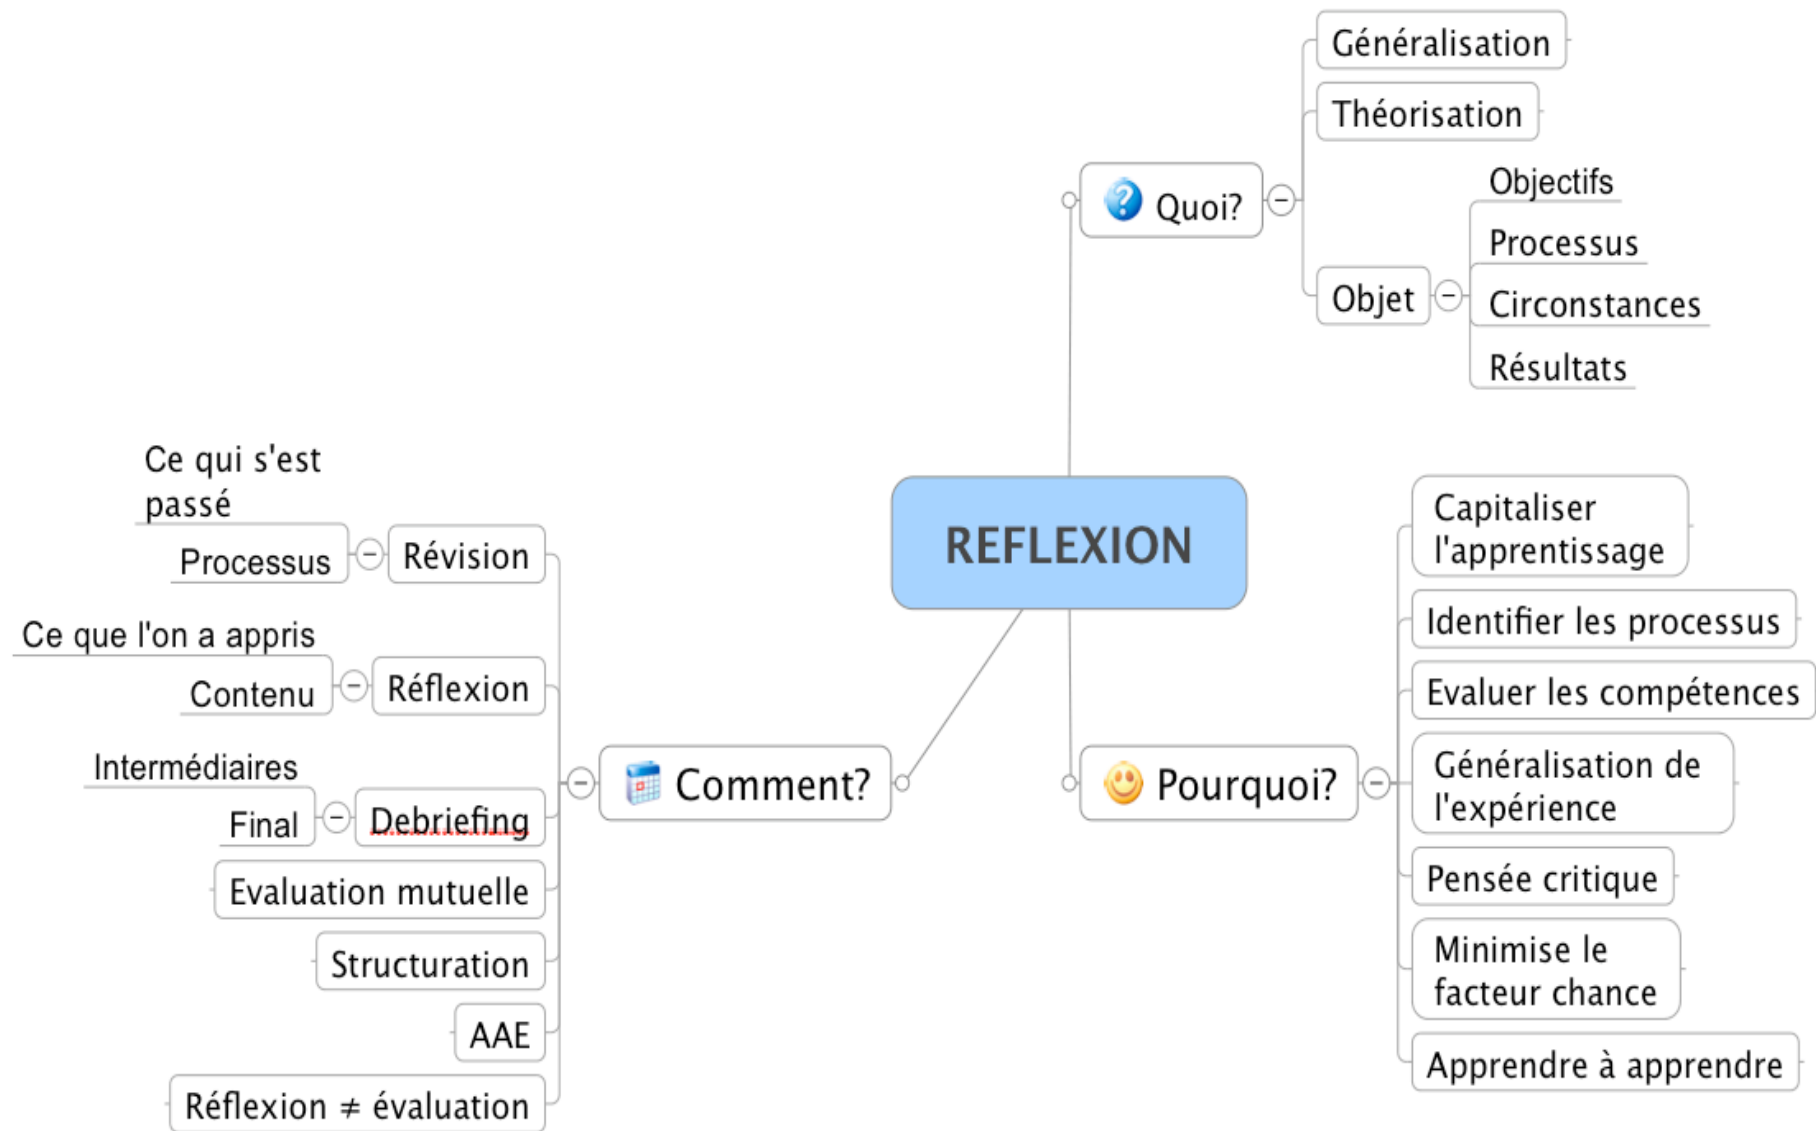 REFLEXION
Quoi?
Généralisation
Théorisation
Objet
Objectifs
Processus
Circonstances
Résultats
Pourquoi?
Capitaliser
l'apprentissage
Identifier les processus
Evaluer les compétences
Généralisation de
l'expérience
Pensée critique
Minimise le
facteur chance
Apprendre à apprendre
Comment?
Révision
Ce qui s'est
passé
Processus
Réflexion
Ce que l'on a appris
Contenu
Debriefing
Intermédiaires
Final
Evaluation mutuelle
Structuration
AAE
Réflexion ≠ évaluation